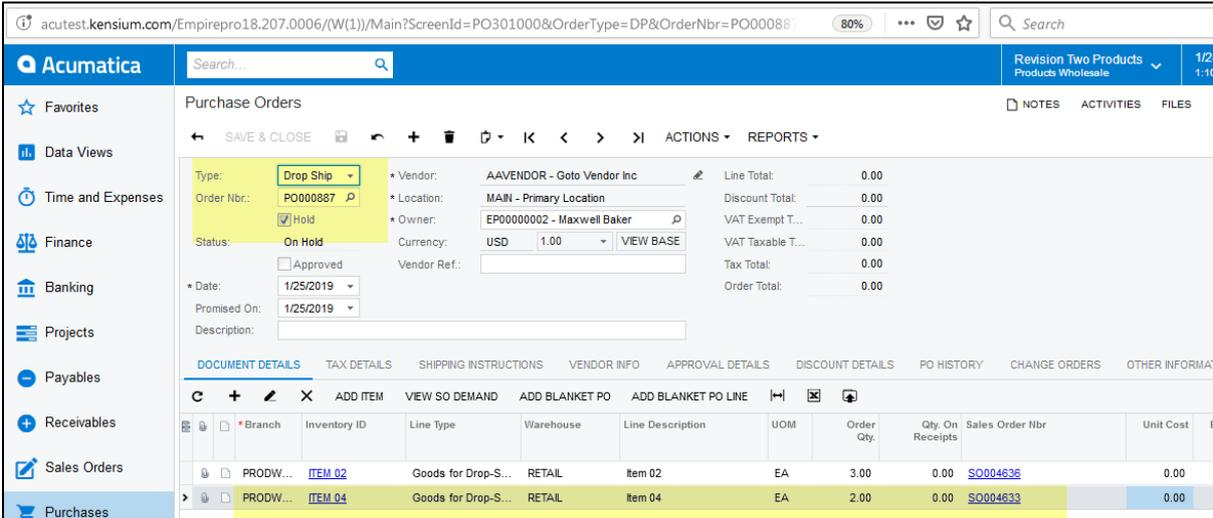 acutest.kensium.com/Empirepro18.207.0006/(W(1))/Main?ScreenId=PO301000&OrderType=DP&OrderNbr=PO000887 80% Search
Acumatica Search... Revision Two Products 1/2
Products Wholesale 1:10
Favorites Purchase Orders NOTES ACTIVITIES FILES
SAVE & CLOSE ACTIONS REPORTS
Data Views
Type: Drop Ship * Vendor: AAVENDOR - Goto Vendor Inc Line Total: 0.00
Time and Expenses Order Nbr.: PO000887 * Location: MAIN - Primary Location Discount Total: 0.00
Hold * Owner: EP00000002 - Maxwell Baker VAT Exempt T... 0.00
Finance Status: On Hold Currency: USD 1.00 VIEW BASE VAT Taxable T... 0.00
Approved Vendor Ref.: Tax Total: 0.00
Banking * Date: 1/25/2019 Order Total: 0.00
Promised On: 1/25/2019
Projects Description:
DOCUMENT DETAILS TAX DETAILS SHIPPING INSTRUCTIONS VENDOR INFO APPROVAL DETAILS DISCOUNT DETAILS PO HISTORY CHANGE ORDERS OTHER INFORMAT
Payables
ADD ITEM VIEW SO DEMAND ADD BLANKET PO ADD BLANKET PO LINE
Receivables * Branch Inventory ID Line Type Warehouse Line Description UOM Order Qty. Qty. On Receipts Sales Order Nbr Unit Cost
Sales Orders PRODW... ITEM 02 Goods for Drop-S... RETAIL Item 02 EA 3.00 0.00 SO004636 0.00
PRODW... ITEM 04 Goods for Drop-S... RETAIL Item 04 EA 2.00 0.00 SO004633 0.00
Purchases